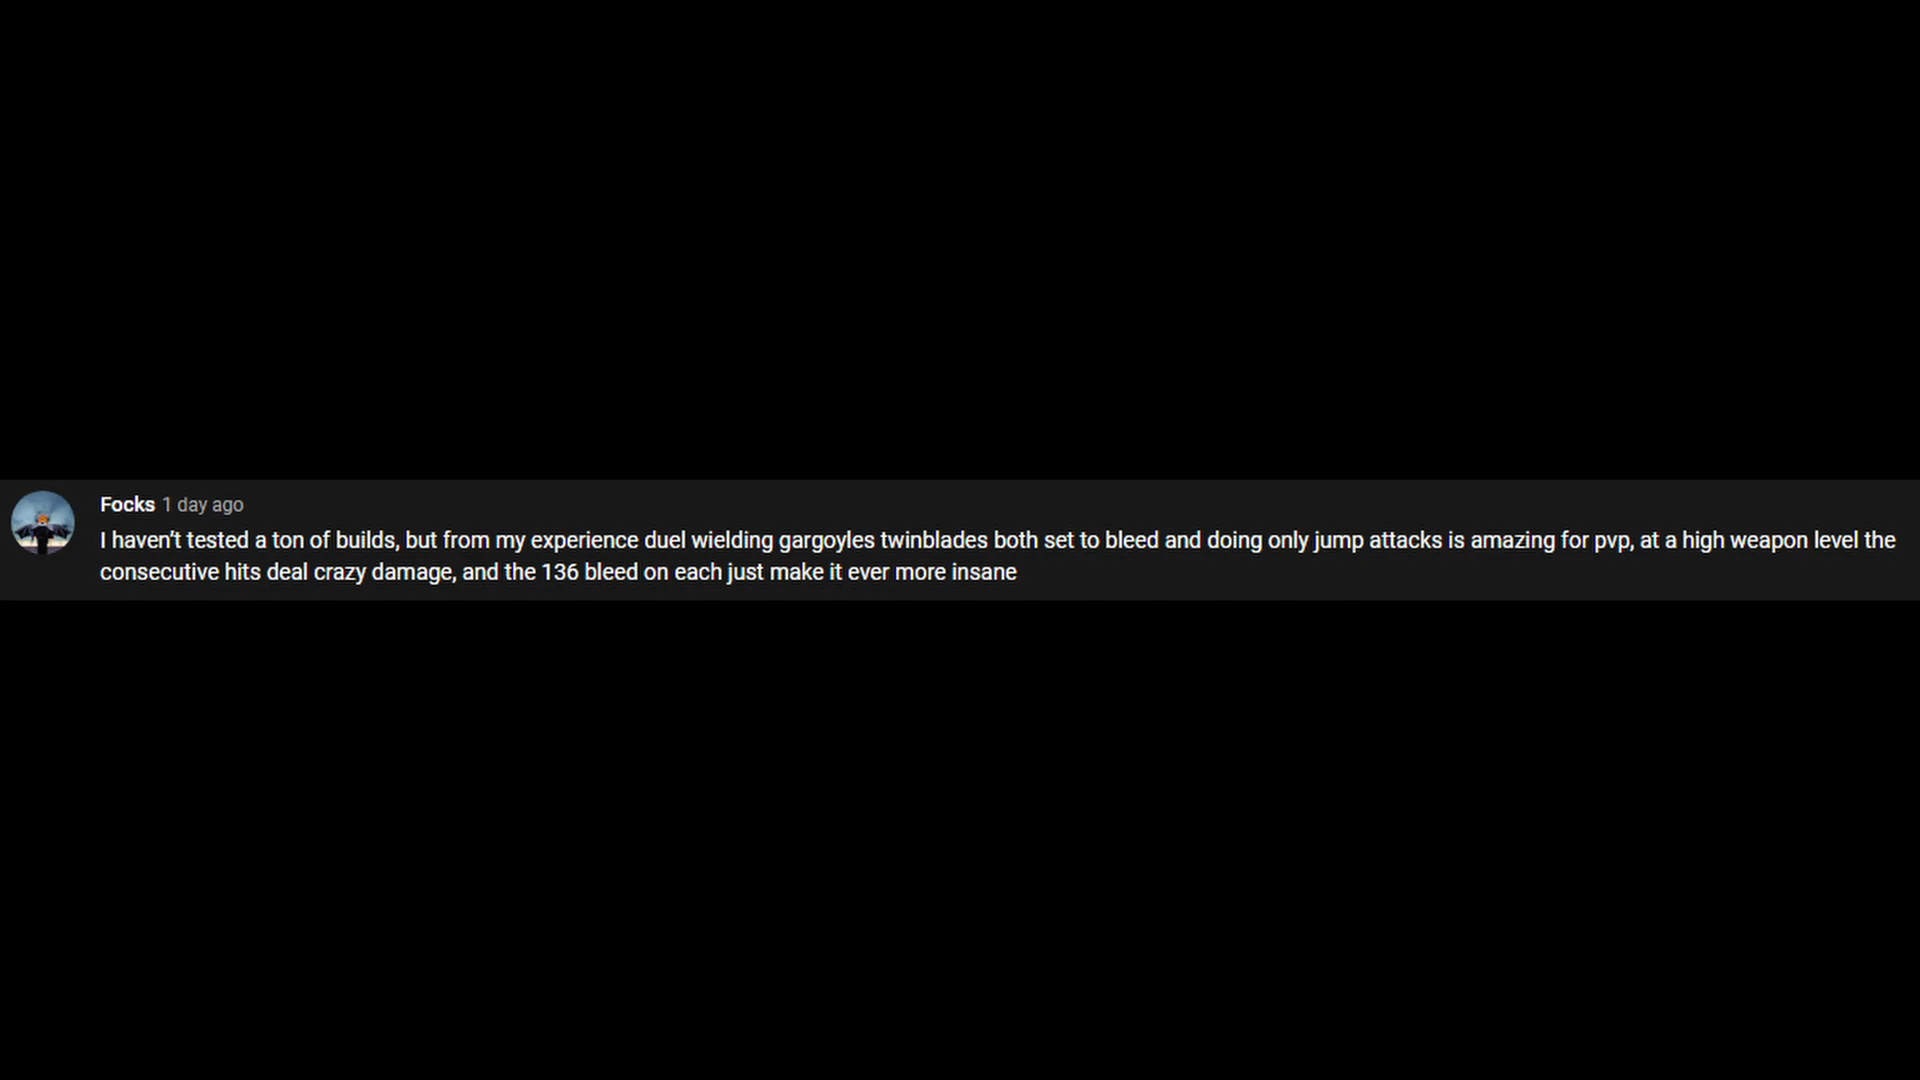 Focks 1 day ago
I haven't tested a ton of builds, but from my experience duel wielding gargoyles twinblades both set to bleed and doing only jump attacks is amazing for pvp, at a high weapon level the
consecutive hits deal crazy damage, and the 136 bleed on each just make it ever more insane